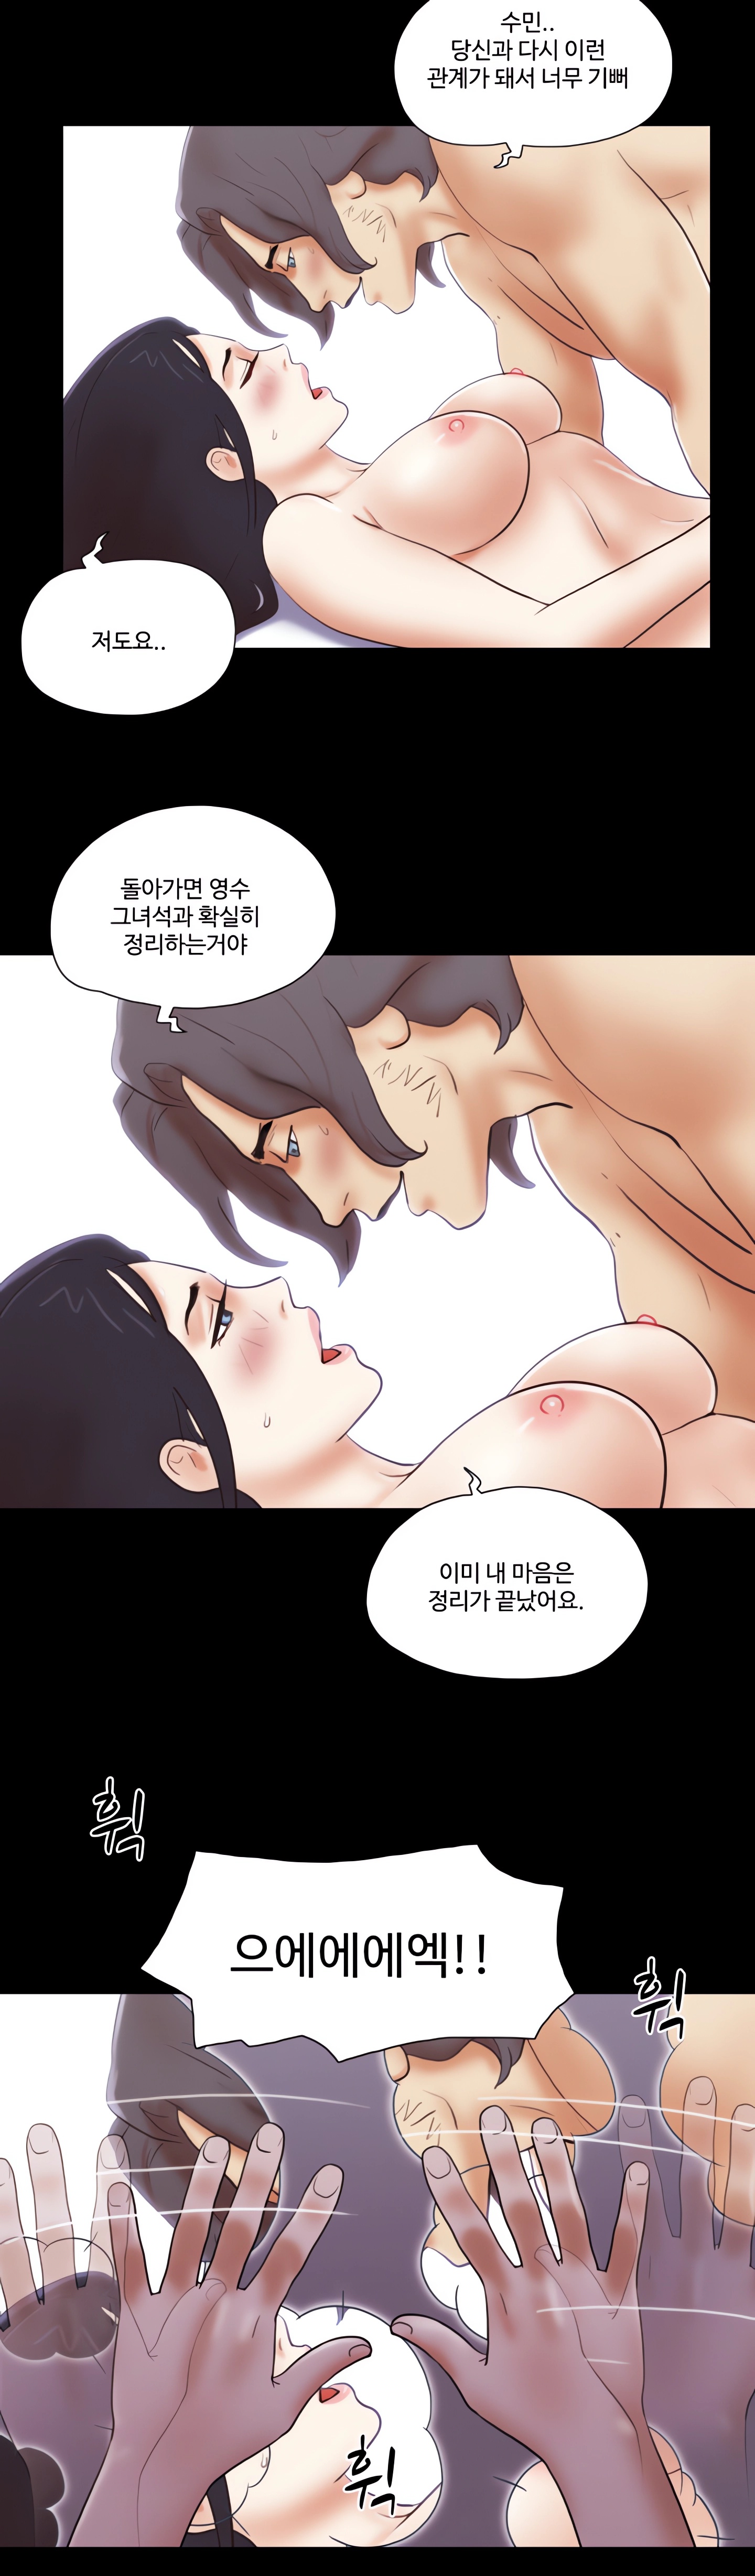 수민..
당신과 다시 이런
관계가 돼서 너무 기뻐
저도요..
돌아가면 영수
그녀석과 확실히
정리하는거야
이미 내 마음은
정리가 끝났어요.
휙
으에에에엑!!
휙
휙